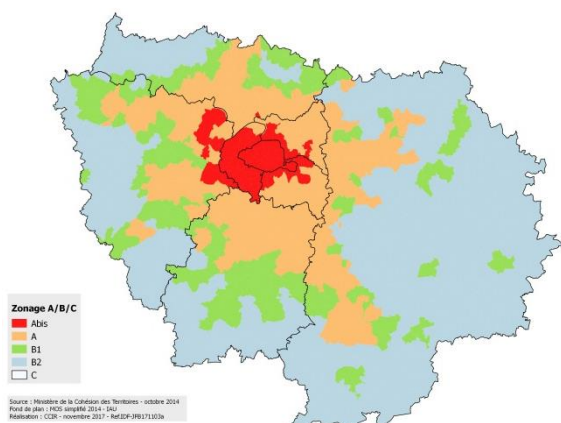 Zonage A/B/C
Abis
A
B1
B2
C
Source : Ministère de la Cohésion des Territoires - octobre 2014
Fond de plan : MOS simplifié 2014 - IAU
Réalisation : CCIR - novembre 2017 - Ref.IDF-JFB171103a